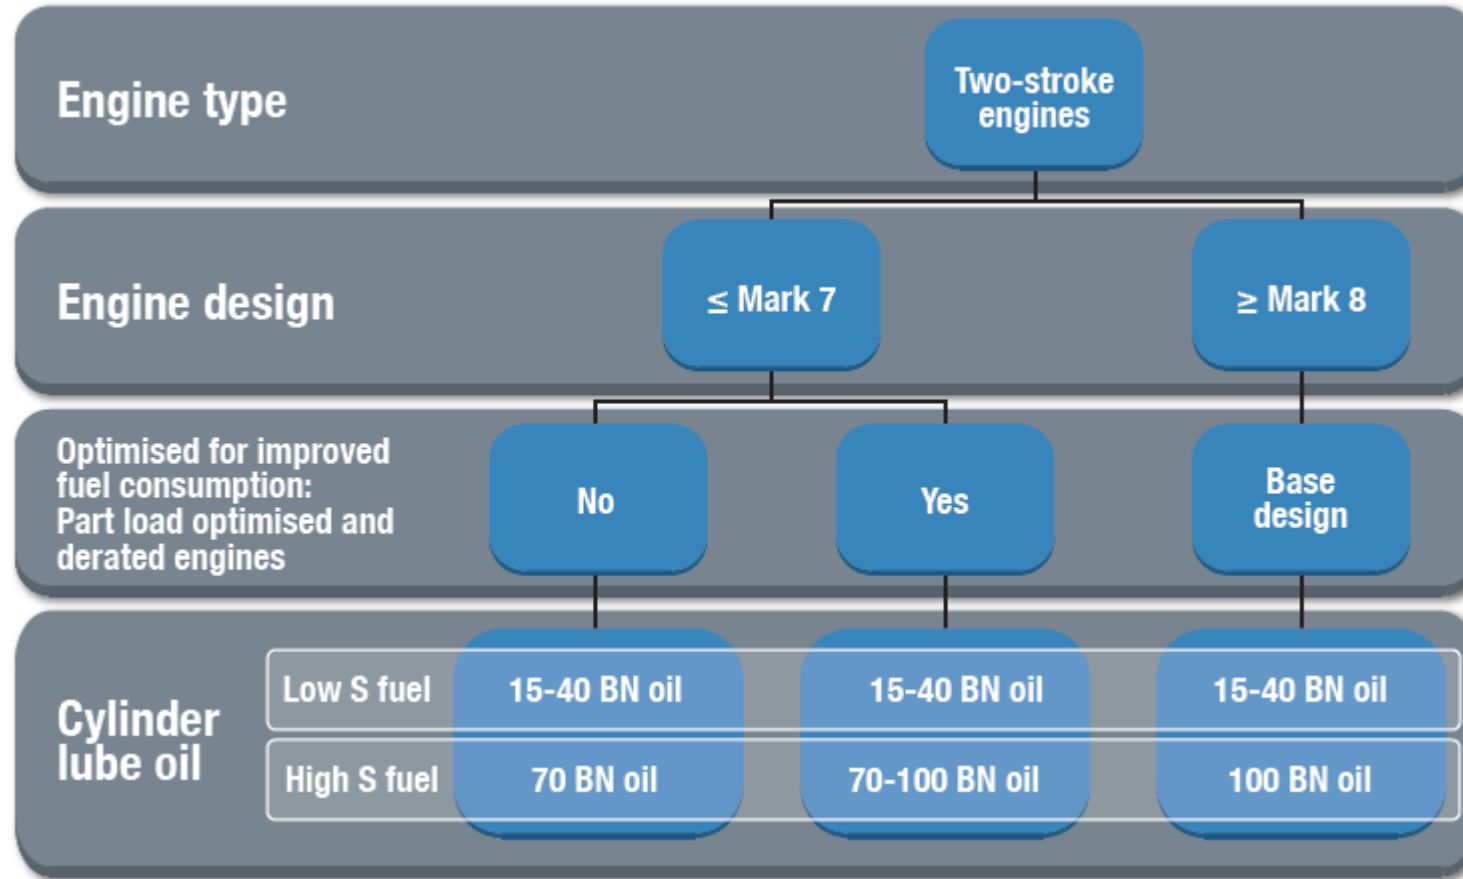 Engine type
Two-stroke
engines
Engine design
≤ Mark 7
≥ Mark 8
Optimised for improved
fuel consumption:
Part load optimised and
derated engines
No
Yes
Base
design
Cylinder
lube oil
Low S fuel
15-40 BN oil
15-40 BN oil
15-40 BN oil
High S fuel
70 BN oil
70-100 BN oil
100 BN oil